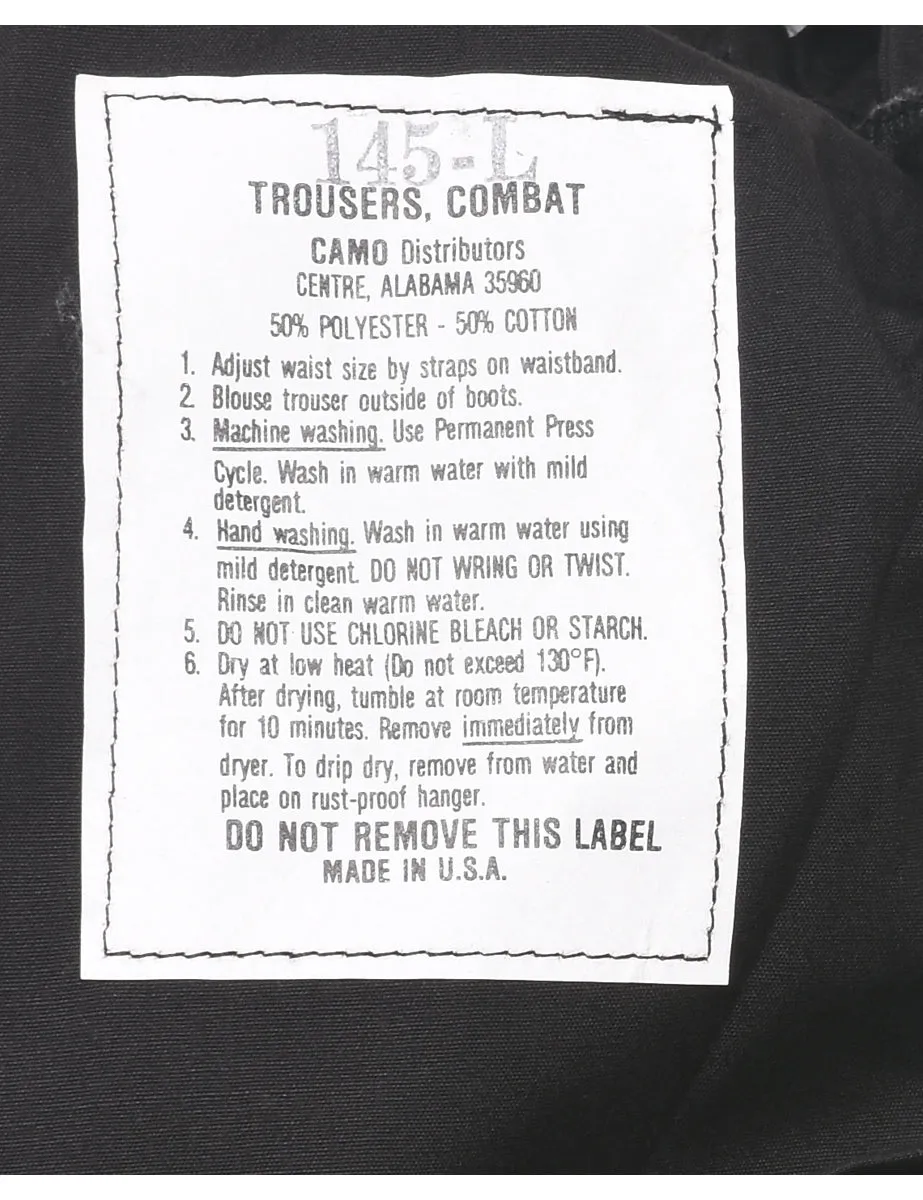 145-L
TROUSERS, COMBAT
CAMO Distributors
CENTRE, ALABAMA 35960
50% POLYESTER - 50% COTTON
1. Adjust waist size by straps on waistband.
2. Blouse trouser outside of boots.
3. Machine washing. Use Permanent Press
Cycle. Wash in warm water with mild
detergent.
4. Hand washing. Wash in warm water using
mild detergent. DO NOT WRING OR TWIST.
Rinse in clean warm water.
5. DO NOT USE CHLORINE BLEACH OR STARCH.
6. Dry at low heat (Do not exceed 130°F).
After drying, tumble at room temperature
for 10 minutes. Remove immediately from
dryer. To drip dry, remove from water and
place on rust-proof hanger.
DO NOT REMOVE THIS LABEL
MADE IN U.S.A.